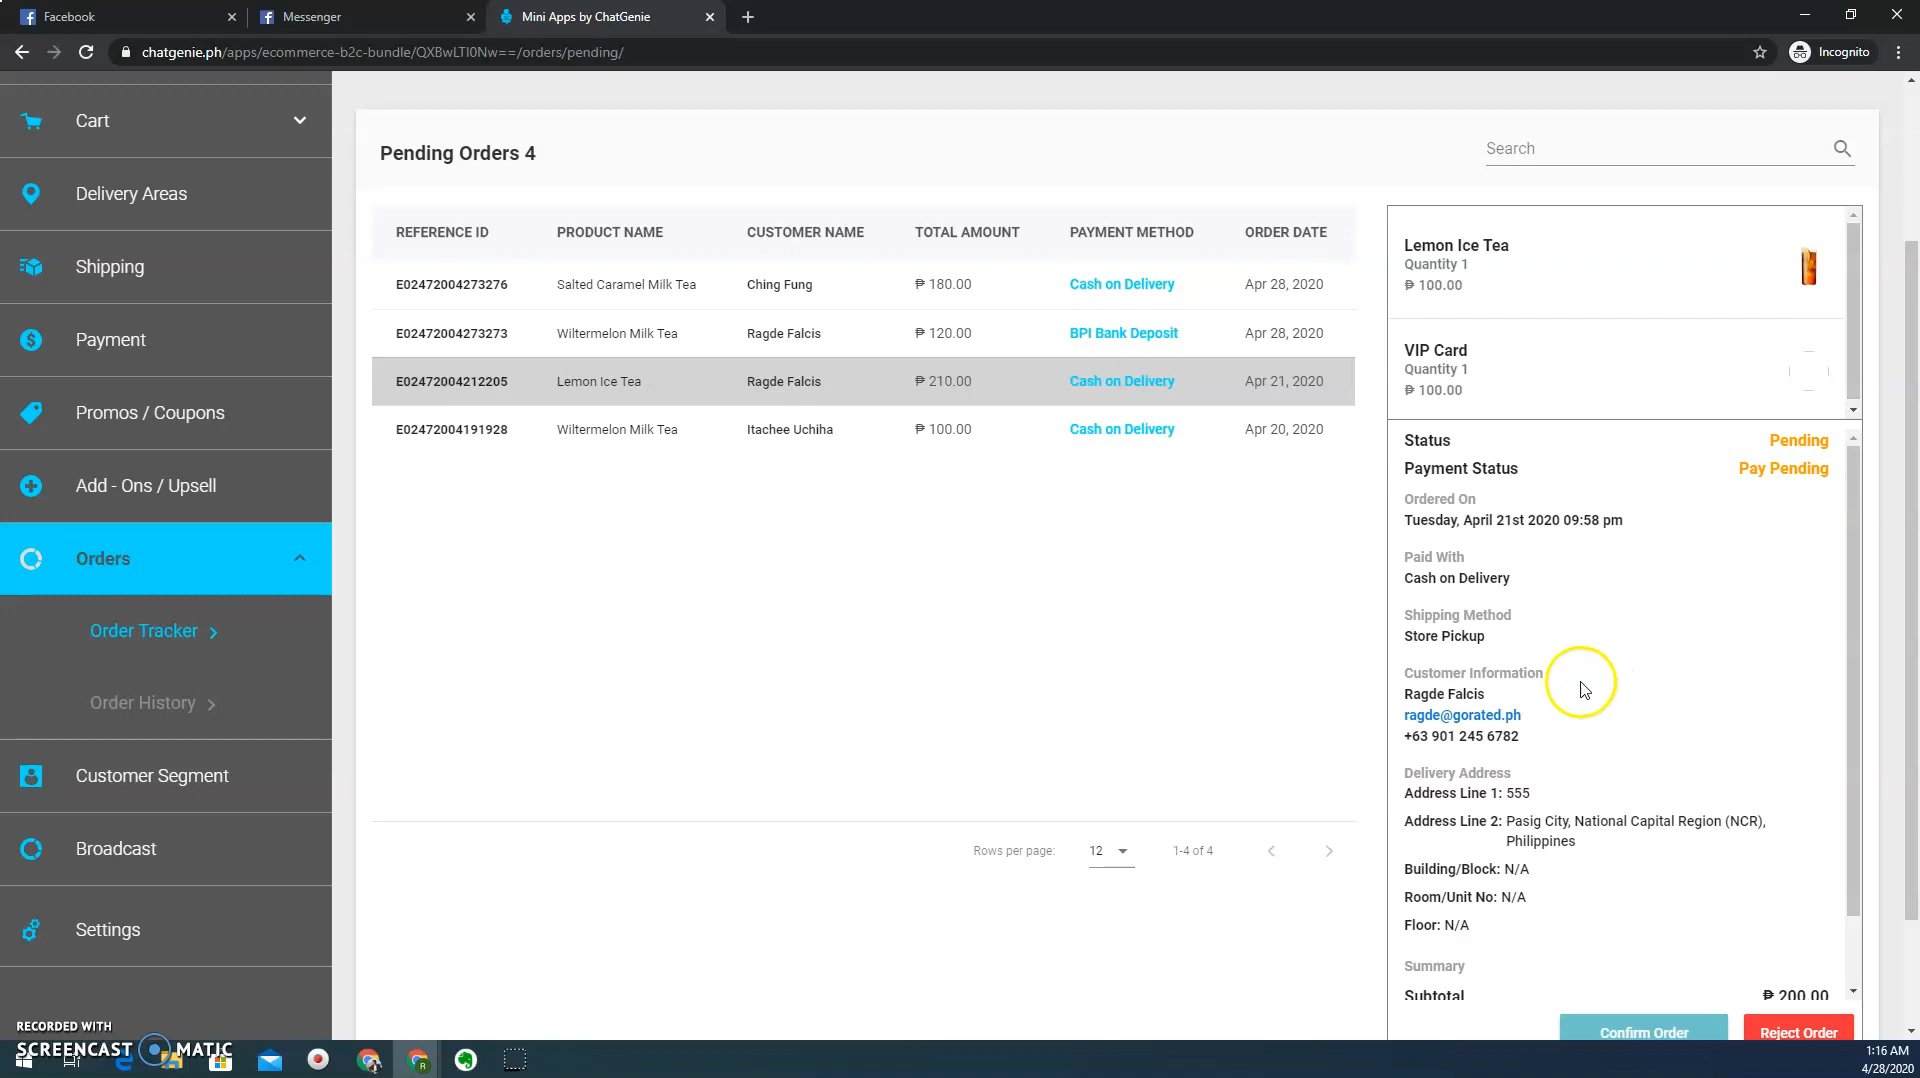 Facebook
Messenger
Mini Apps by ChatGenie
chatgenie.ph/apps/ecommerce-b2c-bundle/QXBwLTI0Nw==/orders/pending/
Incognito
Cart
Delivery Areas
Shipping
Payment
Promos / Coupons
Add - Ons / Upsell
Orders
Order Tracker
Order History
Customer Segment
Broadcast
Settings
Pending Orders 4
Search
REFERENCE ID PRODUCT NAME CUSTOMER NAME TOTAL AMOUNT PAYMENT METHOD ORDER DATE
E02472004273276 Salted Caramel Milk Tea Ching Fung ₱ 180.00 Cash on Delivery Apr 28, 2020
E02472004273273 Wiltermelon Milk Tea Ragde Falcis ₱ 120.00 BPI Bank Deposit Apr 28, 2020
E02472004212205 Lemon Ice Tea Ragde Falcis ₱ 210.00 Cash on Delivery Apr 21, 2020
E02472004191928 Wiltermelon Milk Tea Itachee Uchiha ₱ 100.00 Cash on Delivery Apr 20, 2020
Rows per page: 12 1-4 of 4
Lemon Ice Tea
Quantity 1
₱ 100.00
VIP Card
Quantity 1
₱ 100.00
Status Pending
Payment Status Pay Pending
Ordered On
Tuesday, April 21st 2020 09:58 pm
Paid With
Cash on Delivery
Shipping Method
Store Pickup
Customer Information
Ragde Falcis
ragde@gorated.ph
+63 901 245 6782
Delivery Address
Address Line 1: 555
Address Line 2: Pasig City, National Capital Region (NCR),
Philippines
Building/Block: N/A
Room/Unit No: N/A
Floor: N/A
Summary
Subtotal ₱ 200.00
Confirm Order Reject Order
RECORDED WITH
SCREENCAST MATIC
1:16 AM
4/28/2020